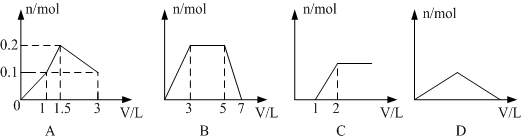 n/mol n/mol n/mol n/mol
0.2
0.1
0 1 1.5 3 V/L 3 5 7 V/L 1 2 V/L V/L
A B C D